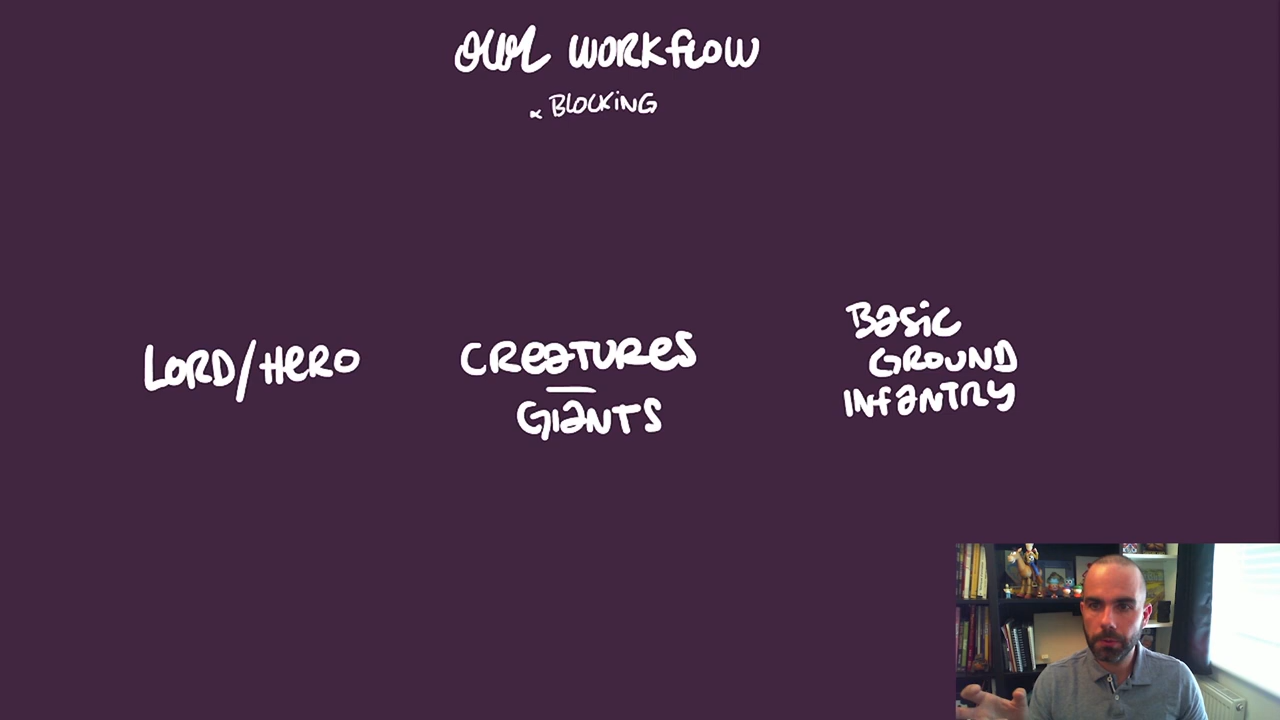 OUR WORKFLOW
× BLOCKING
LORD/HERO
CREATURES
—
GIANTS
BASIC
GROUND
INFANTRY